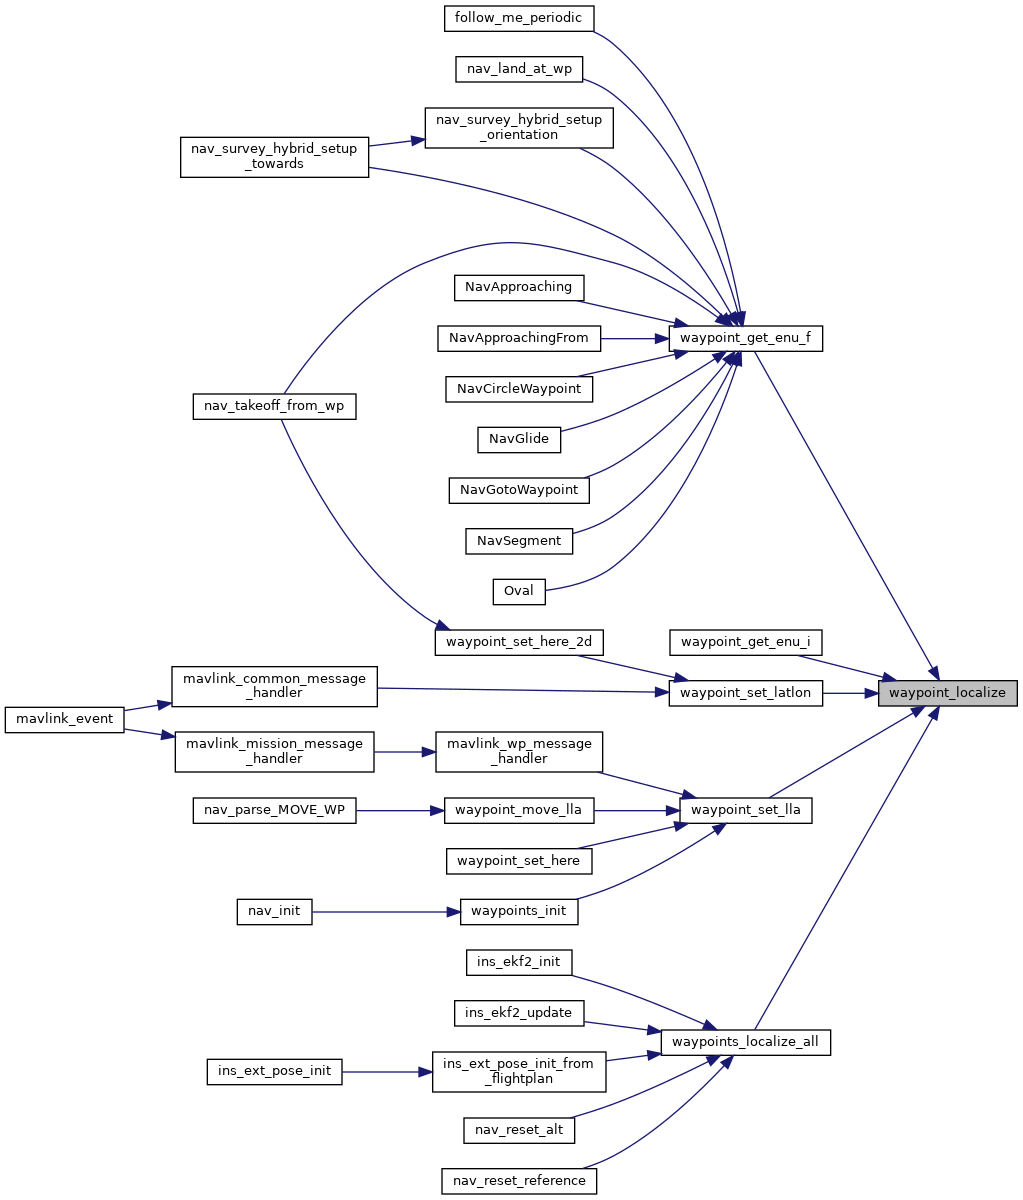 follow_me_periodic
nav_land_at_wp
nav_survey_hybrid_setup
_orientation
nav_survey_hybrid_setup
_towards
NavApproaching
NavApproachingFrom
waypoint_get_enu_f
NavCircleWaypoint
nav_takeoff_from_wp
NavGlide
NavGotoWaypoint
NavSegment
Oval
waypoint_set_here_2d
waypoint_get_enu_i
mavlink_common_message
_handler
waypoint_set_latlon
waypoint_localize
mavlink_event
mavlink_mission_message
_handler
mavlink_wp_message
_handler
nav_parse_MOVE_WP
waypoint_move_lla
waypoint_set_lla
waypoint_set_here
nav_init
waypoints_init
ins_ekf2_init
ins_ekf2_update
waypoints_localize_all
ins_ext_pose_init
ins_ext_pose_init_from
_flightplan
nav_reset_alt
nav_reset_reference